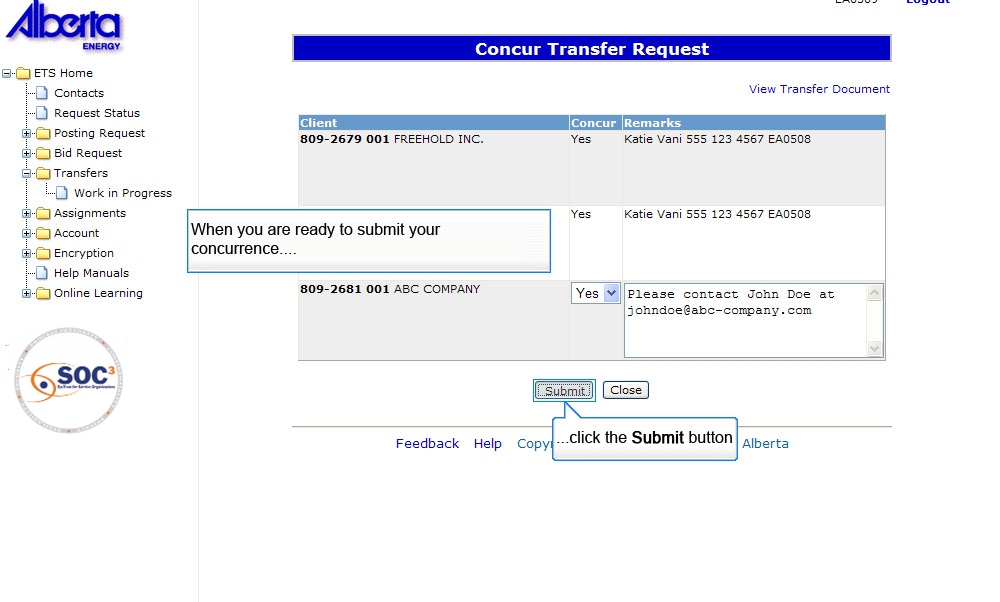 Alberta
ENERGY
Logout
Concur Transfer Request
View Transfer Document
ETS Home
Contacts
Request Status
Posting Request
Bid Request
Transfers
Work in Progress
Assignments
Account
Encryption
Help Manuals
Online Learning
SOC3
Client Concur Remarks
809-2679 001 FREEHOLD INC. Yes Katie Vani 555 123 4567 EA0508
Yes Katie Vani 555 123 4567 EA0508
When you are ready to submit your
concurrence....
809-2681 001 ABC COMPANY Yes Please contact John Doe at
johndoe@abc-company.com
Submit Close
...click the Submit button
Feedback Help Alberta